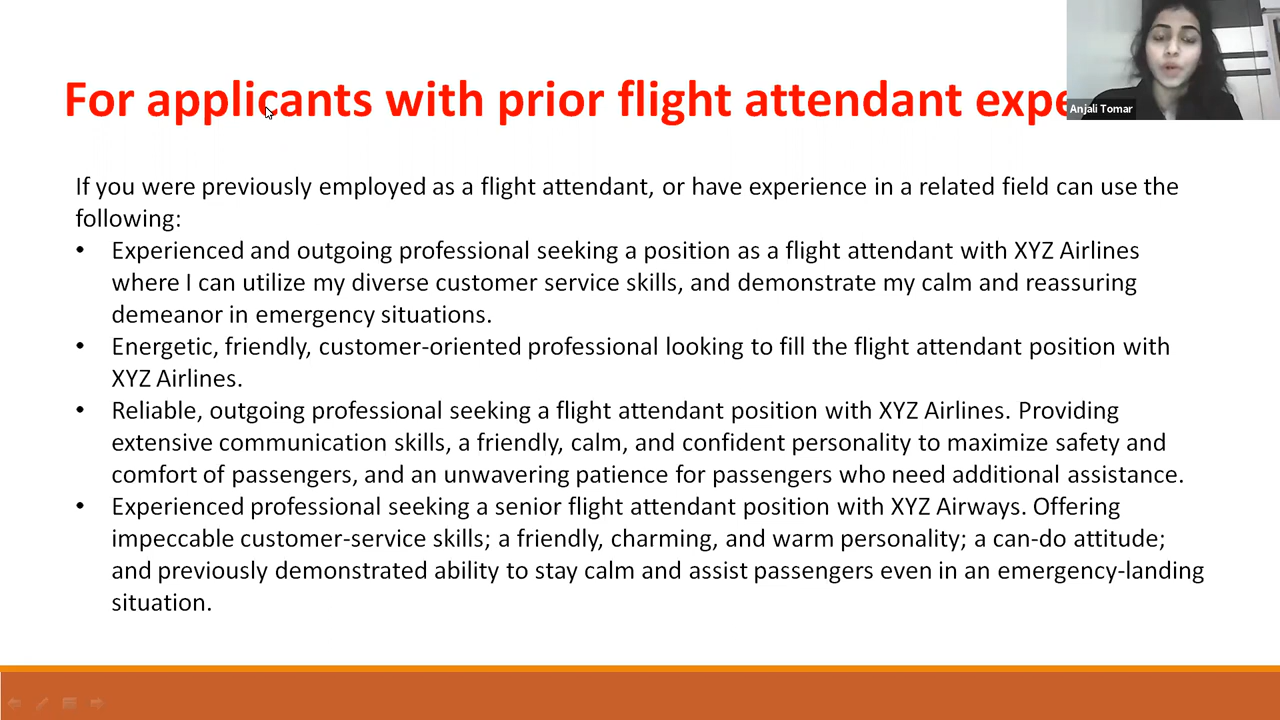 For applicants with prior flight attendant expe
Anjali Tomar
If you were previously employed as a flight attendant, or have experience in a related field can use the
following:
• Experienced and outgoing professional seeking a position as a flight attendant with XYZ Airlines
where I can utilize my diverse customer service skills, and demonstrate my calm and reassuring
demeanor in emergency situations.
• Energetic, friendly, customer-oriented professional looking to fill the flight attendant position with
XYZ Airlines.
• Reliable, outgoing professional seeking a flight attendant position with XYZ Airlines. Providing
extensive communication skills, a friendly, calm, and confident personality to maximize safety and
comfort of passengers, and an unwavering patience for passengers who need additional assistance.
• Experienced professional seeking a senior flight attendant position with XYZ Airways. Offering
impeccable customer-service skills; a friendly, charming, and warm personality; a can-do attitude;
and previously demonstrated ability to stay calm and assist passengers even in an emergency-landing
situation.